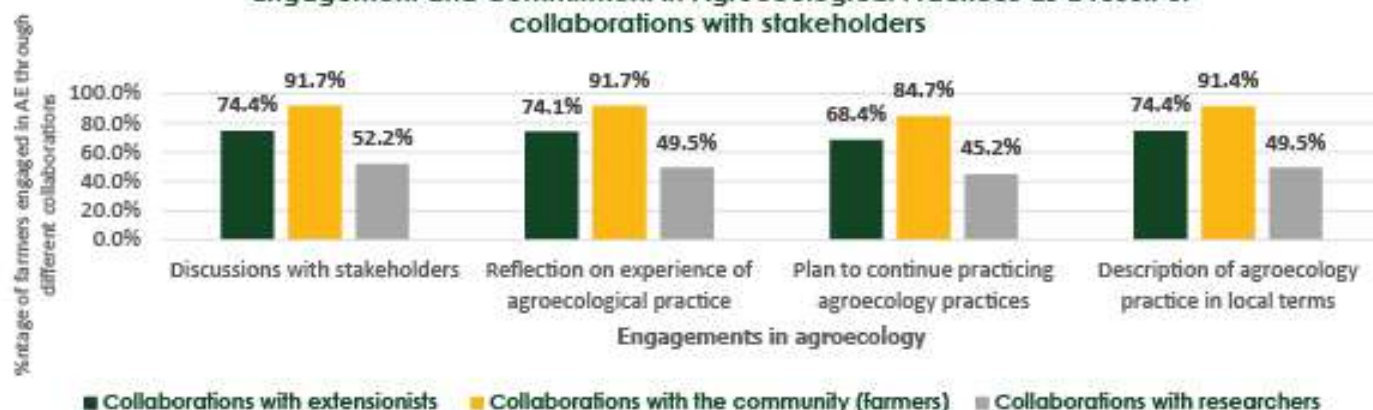 collaborations with stakeholders
%ntage of farmers engaged in AE through
different collaborations
100.0%
80.0%
60.0%
40.0%
20.0%
0.0%
74.4%
91.7%
52.2%
74.1%
91.7%
49.5%
68.4%
84.7%
45.2%
74.4%
91.4%
49.5%
Discussions with stakeholders
Reflection on experience of
agroecological practice
Plan to continue practicing
agroecology practices
Description of agroecology
practice in local terms
Engagements in agroecology
Collaborations with extensionists
Collaborations with the community (farmers)
Collaborations with researchers